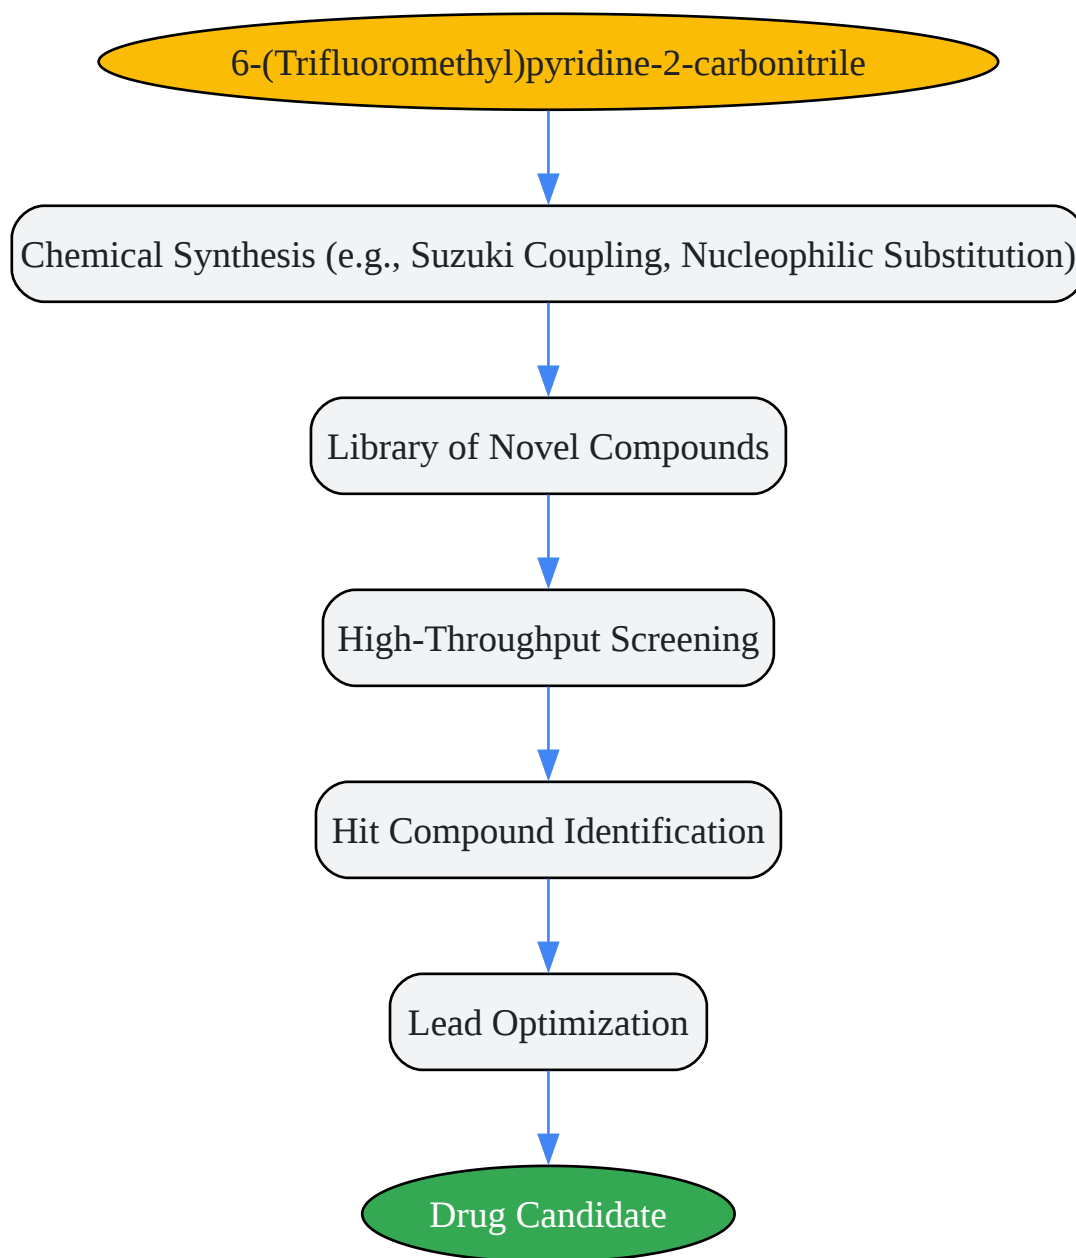 6-(Trifluoromethyl)pyridine-2-carbonitrile
Chemical Synthesis (e.g., Suzuki Coupling, Nucleophilic Substitution)
Library of Novel Compounds
High-Throughput Screening
Hit Compound Identification
Lead Optimization
Drug Candidate